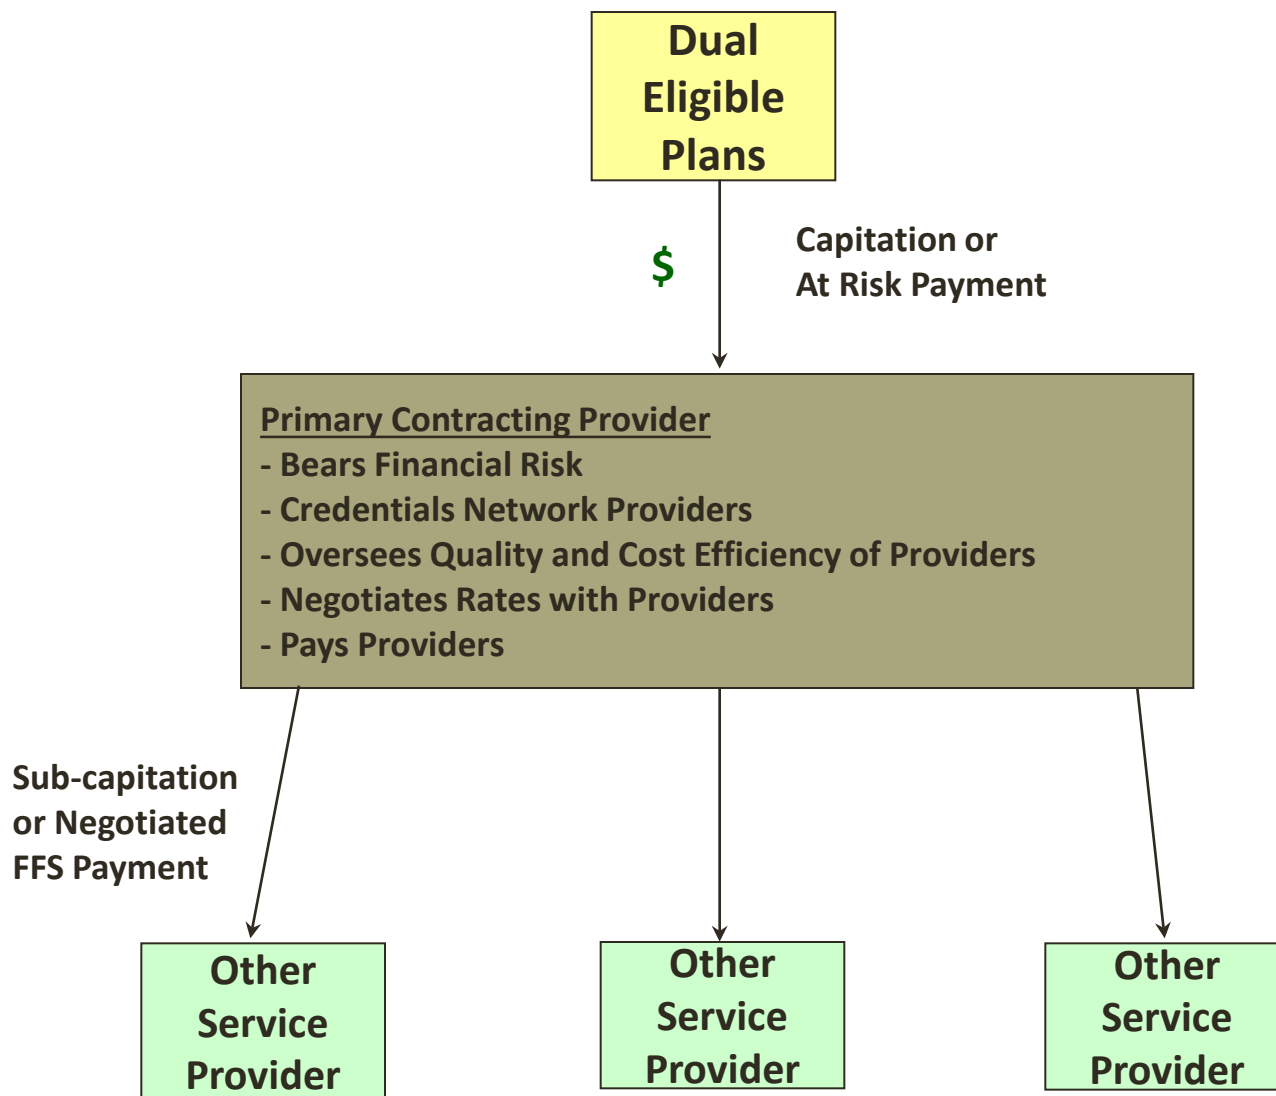 Dual
Eligible
Plans
$
Capitation or
At Risk Payment
Primary Contracting Provider
- Bears Financial Risk
- Credentials Network Providers
- Oversees Quality and Cost Efficiency of Providers
- Negotiates Rates with Providers
- Pays Providers
Sub-capitation
or Negotiated
FFS Payment
Other
Service
Provider
Other
Service
Provider
Other
Service
Provider